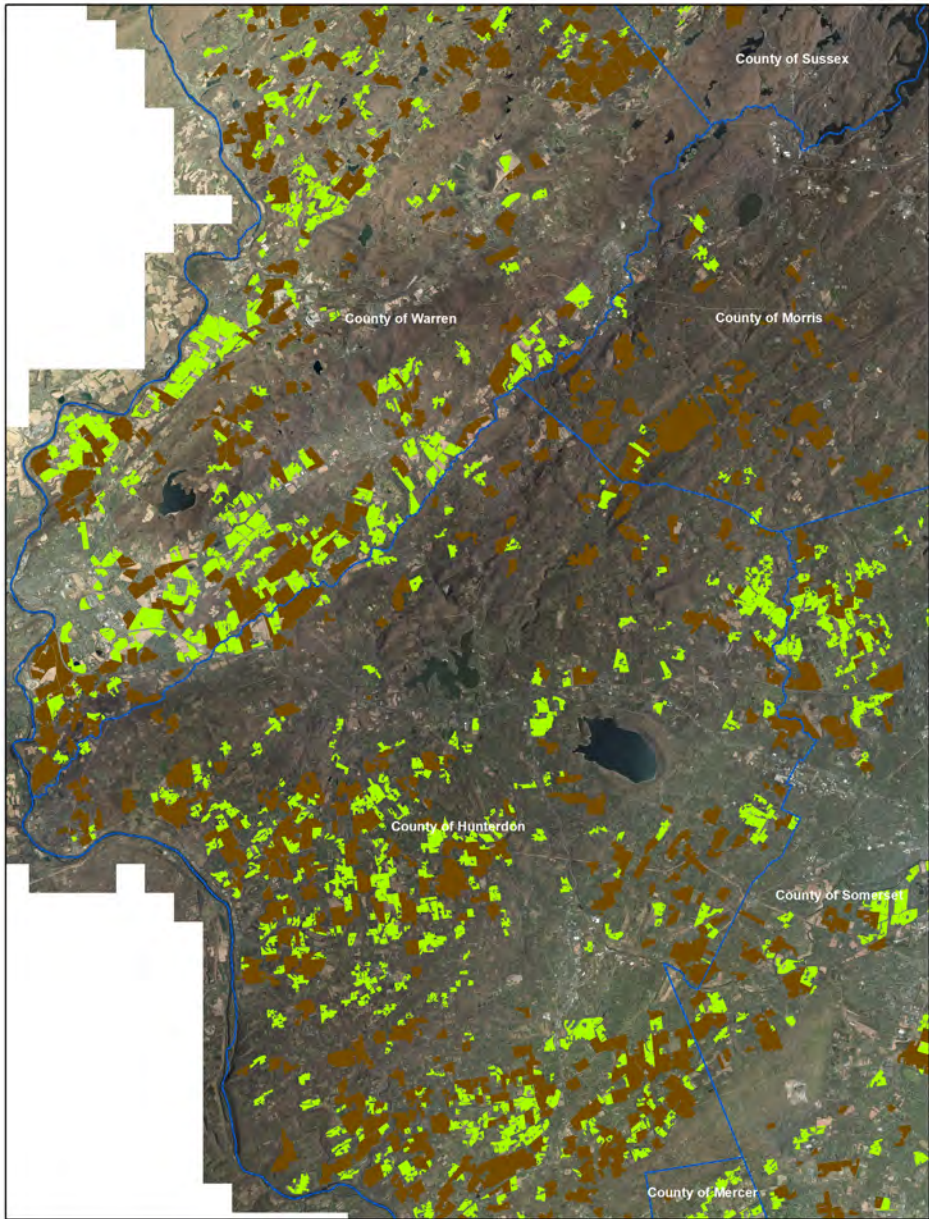 County of Sussex
County of Warren
County of Morris
County of Hunterdon
County of Somerset
County of Mercer